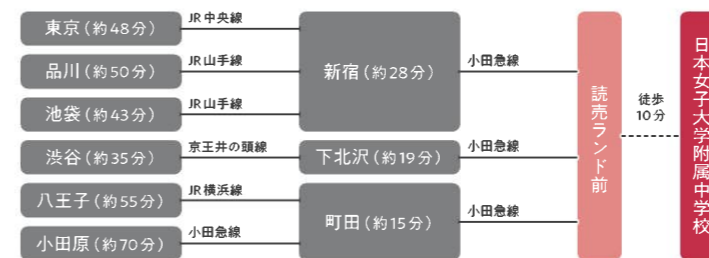 東京(約48分)
JR中央線
品川(約50分)
JR山手線
池袋(約43分)
JR山手線
新宿(約28分)
小田急線
渋谷(約35分)
京王井の頭線
下北沢(約19分)
小田急線
八王子(約55分)
JR横浜線
小田原(約70分)
小田急線
町田(約15分)
小田急線
読売ランド前
徒歩
10分
日本女子大学附属中学校